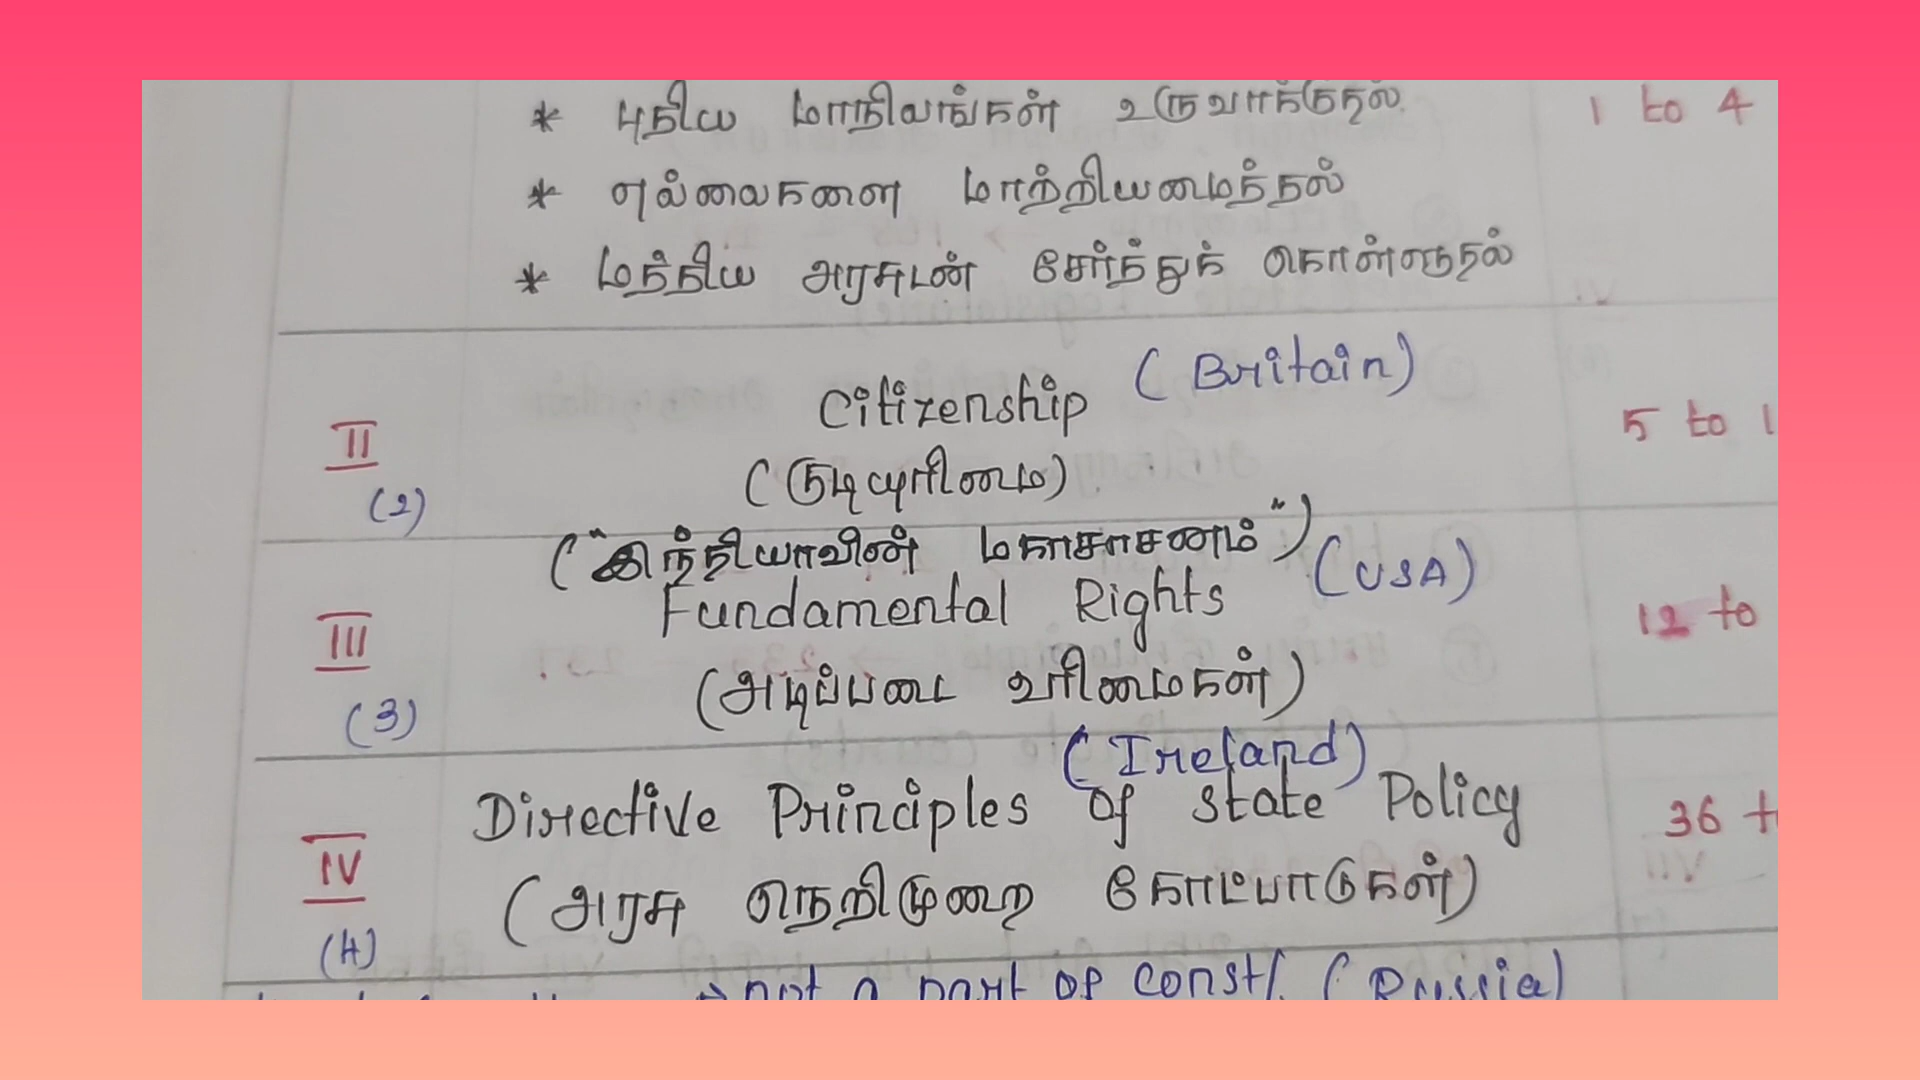 * புதிய மாநிலங்கள் உருவாக்குதல் 1 to 4
* எல்லைகளை மாற்றியமைத்தல்
* மத்திய அரசுடன் சேர்த்துக் கொள்ளுதல்
II (2) Citizenship (Britain) 5 to 1
(குடியுரிமை)
("இந்தியாவின் மகாசாசனம்")
III (3) Fundamental Rights (USA) 12 to
(அடிப்படை உரிமைகள்)
(Ireland)
IV (4) Directive Principles Of State Policy 36 t
(அரசு நெறிமுறை கோட்பாடுகள்)
not a part of const/. (Russia)